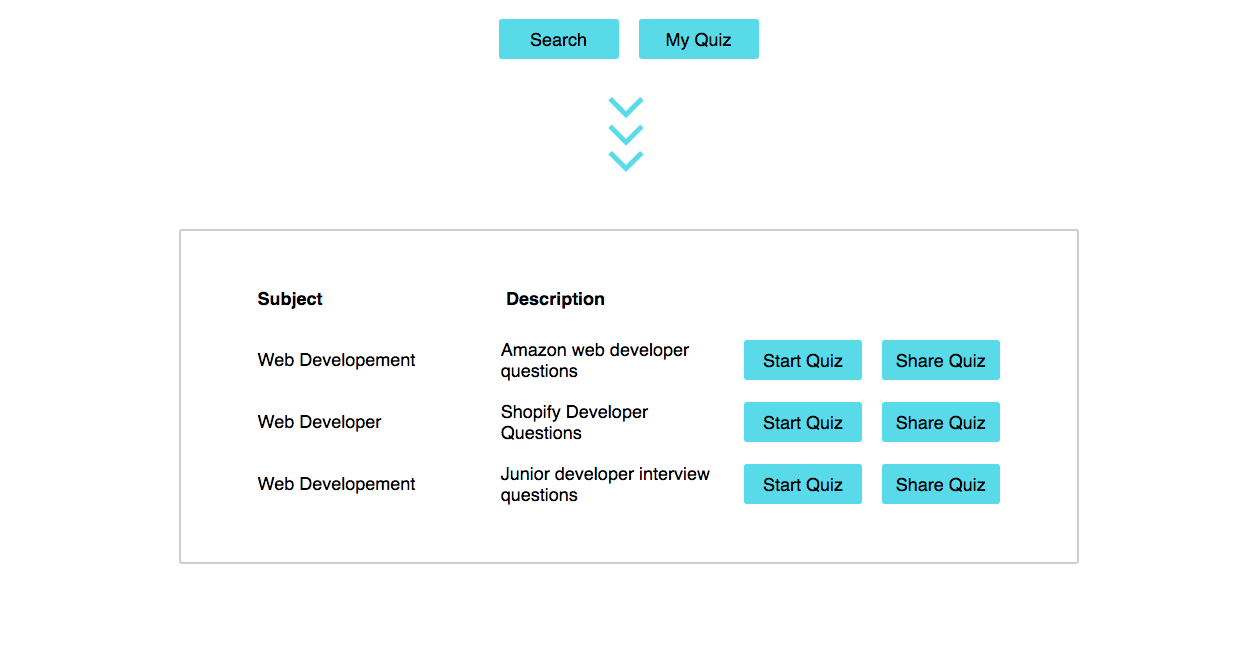 Search My Quiz
Subject Description
Web Developement
Amazon web developer
questions
Start Quiz Share Quiz
Web Developer
Shopify Developer
Questions
Start Quiz Share Quiz
Web Developement
Junior developer interview
questions
Start Quiz Share Quiz